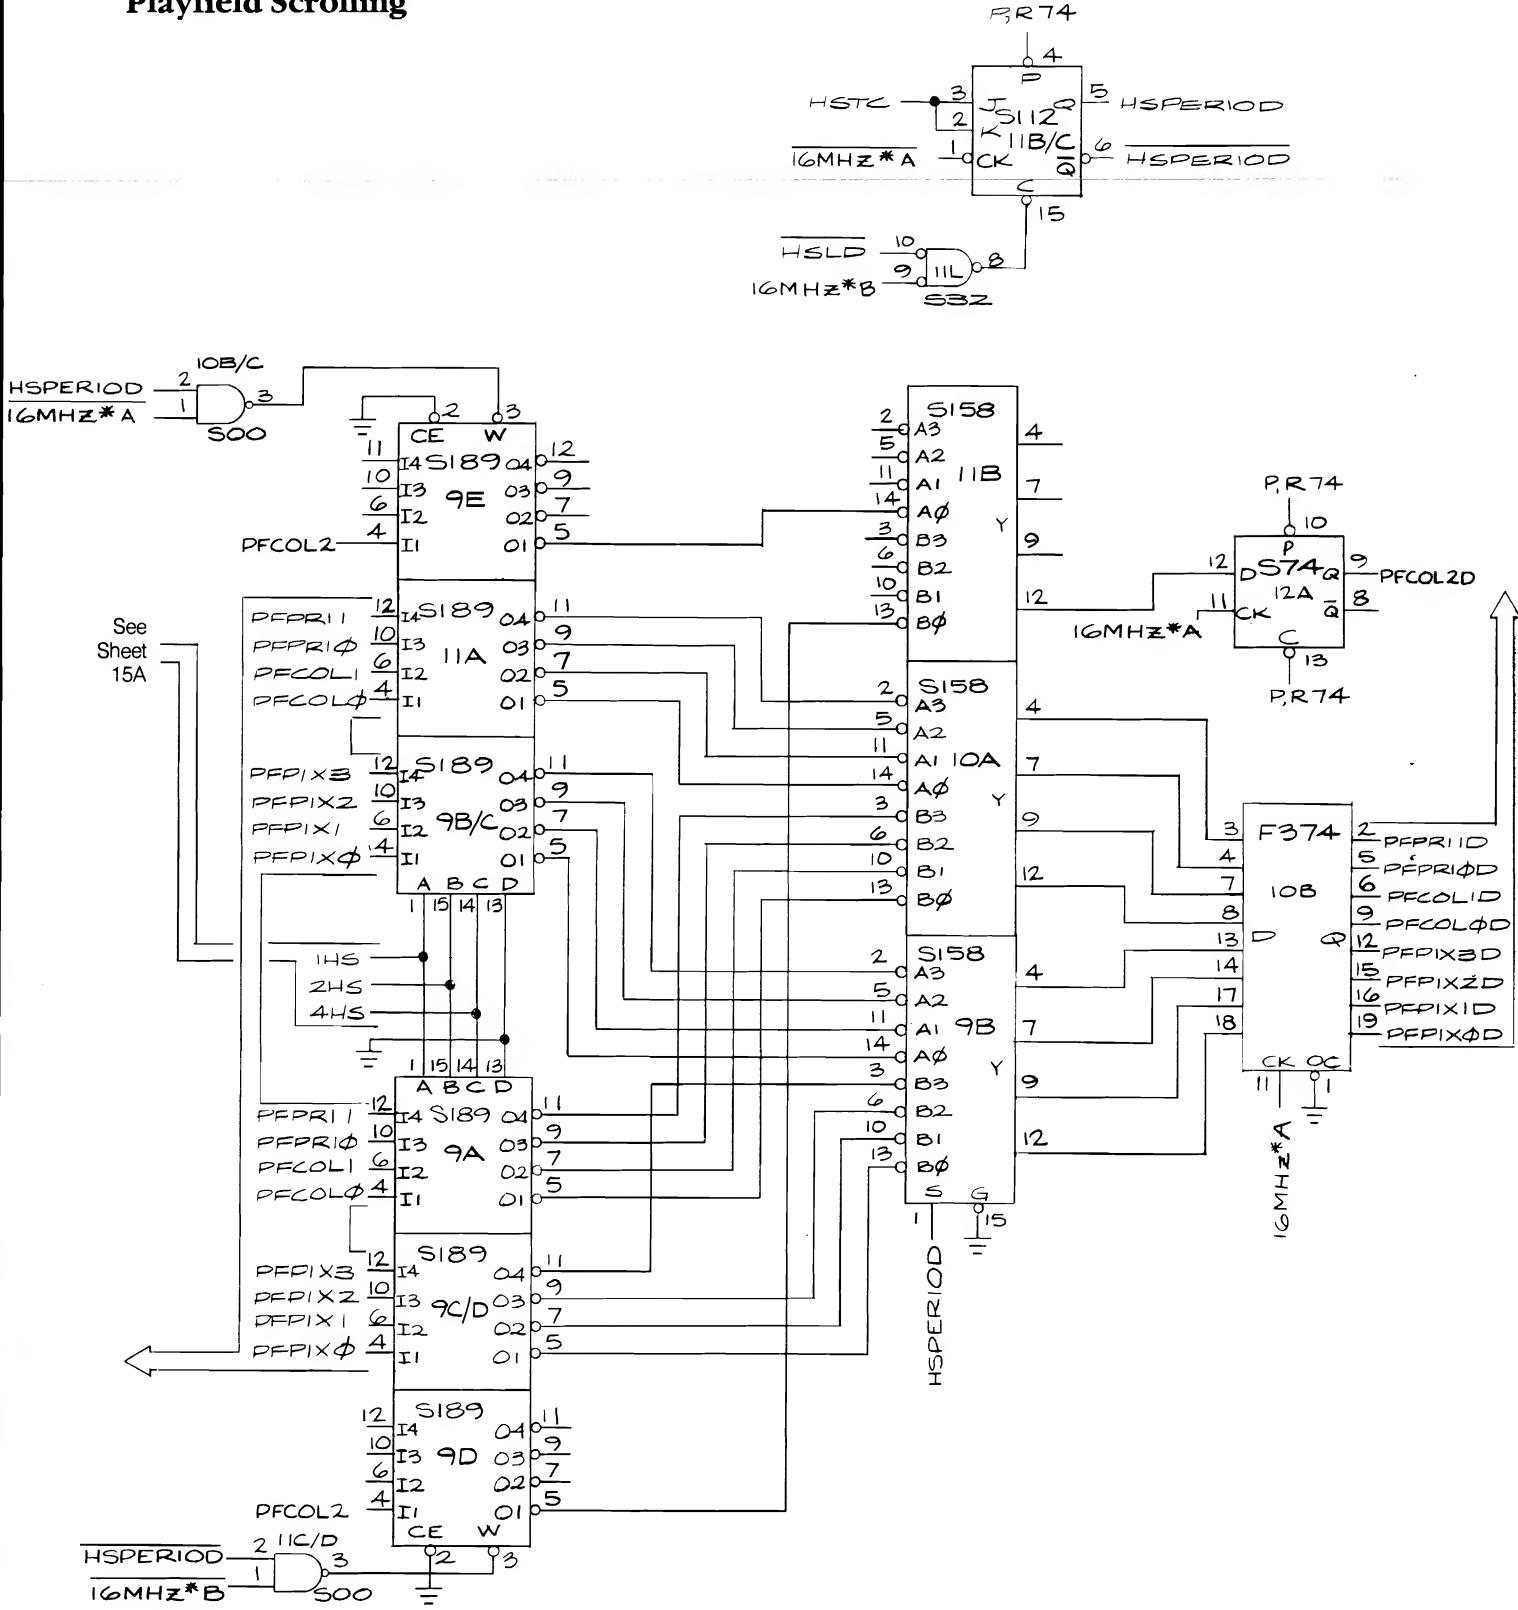 Playfield Scrolling
P,R74
4
P
HSTC
3 J Q 5 HSPERIOD
S112
2 K
11B/C
16MHZ*A 1 CK Q 6 HSPERIOD
C
15
HSLD 10
11L 8
16MHZ*B 9
S32
10B/C
HSPERIOD 2
3
16MHZ*A 1
S00
2 3
CE W
11 I4 S189 O4 12
10 I3 O3 9
9E
6 I2 O2 7
PFCOL2 4 I1 O1 5
See
Sheet
15A
PFPR11 12 I4 S189 O4 11
PFPR1Ø 10 I3 O3 9
11A
PFCOL1 6 I2 O2 7
PFCOLØ 4 I1 O1 5
PFPIX3 12 I4 S189 O4 11
PFPIX2 10 I3 O3 9
9B/C
PFPIX1 6 I2 O2 7
PFPIXØ 4 I1 O1 5
A B C D
1 15 14 13
1HS
2HS
4HS
1 15 14 13
A B C D
PFPR11 12 I4 S189 O4 11
PFPR1Ø 10 I3 O3 9
9A
PFCOL1 6 I2 O2 7
PFCOLØ 4 I1 O1 5
S189
PFPIX3 12 I4 O4 11
PFPIX2 10 I3 O3 9
9C/D
PFPIX1 6 I2 O2 7
PFPIXØ 4 I1 O1 5
S189
12 I4 O4 11
10 I3 9D O3 9
6 I2 O2 7
PFCOL2 4 I1 O1 5
CE W
2 3
11C/D
HSPERIOD 2
3
16MHZ*B 1
S00
S158
2 A3 4
5 A2
11 A1 11B 7
14 AØ
Y
3 B3 9
6 B2
10 B1 12
13 BØ
S158
2 A3 4
5 A2
11 A1 10A 7
14 AØ
Y
3 B3 9
6 B2
10 B1 12
13 BØ
S158
2 A3 4
5 A2
11 A1 9B 7
14 AØ
Y
3 B3 9
6 B2
10 B1 12
13 BØ
S G
1 15
HSPERIOD
P,R74
10
P
12 D S74 Q 9 PFCOL2D
12A
11 CK Q 8
16MHZ*A
C
13
P,R74
F374
3 2 PFPR11D
4 5 PFPR1ØD
10B
7 6 PFCOL1D
8 9 PFCOLØD
13 D Q 12 PFPIX3D
14 15 PFPIX2D
17 16 PFPIX1D
18 19 PFPIXØD
CK OC
11 1
16MHZ*A